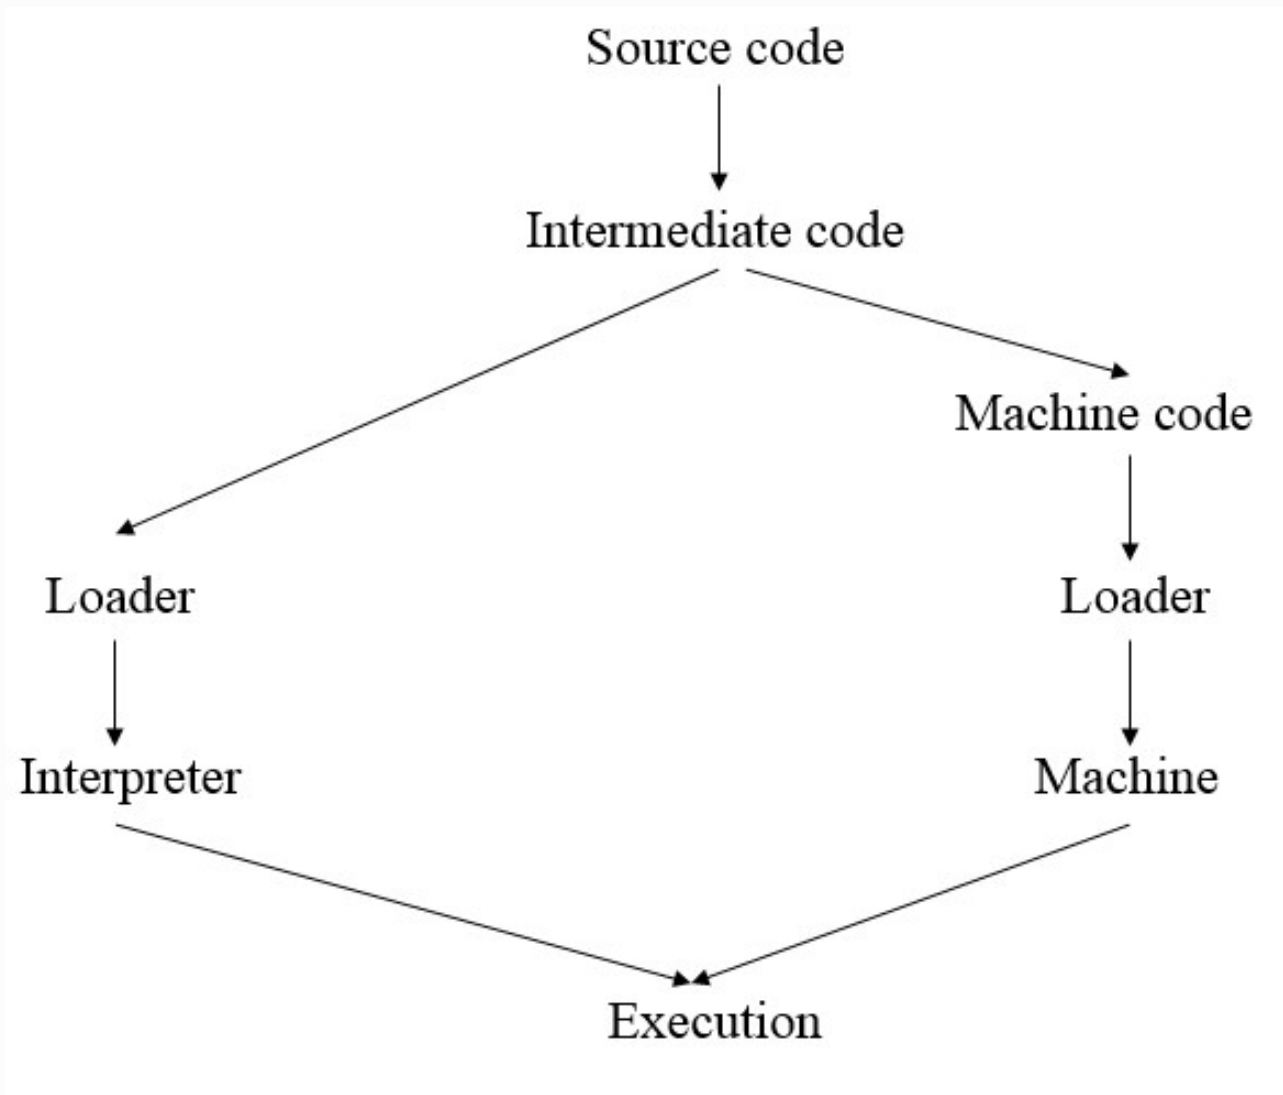 Source code
Intermediate code
Machine code
Loader
Loader
Interpreter
Machine
Execution